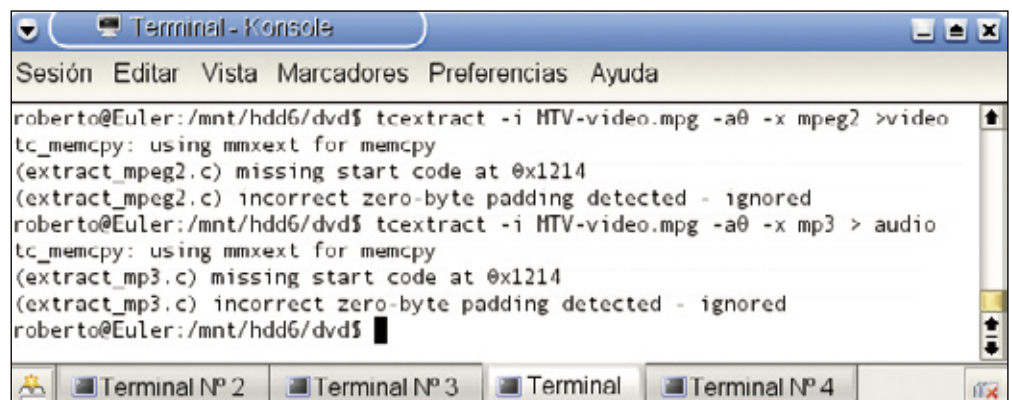 Terminal - Konsole
Sesión Editar Vista Marcadores Preferencias Ayuda
roberto@Euler:/mnt/hdd6/dvd$ tcextract -i MTV-video.mpg -a0 -x mpeg2 >video
tc_memcpy: using mmxext for memcpy
(extract_mpeg2.c) missing start code at 0x1214
(extract_mpeg2.c) incorrect zero-byte padding detected - ignored
roberto@Euler:/mnt/hdd6/dvd$ tcextract -i MTV-video.mpg -a0 -x mp3 > audio
tc_memcpy: using mmxext for memcpy
(extract_mp3.c) missing start code at 0x1214
(extract_mp3.c) incorrect zero-byte padding detected - ignored
roberto@Euler:/mnt/hdd6/dvd$
Terminal Nº 2 Terminal Nº 3 Terminal Terminal Nº 4